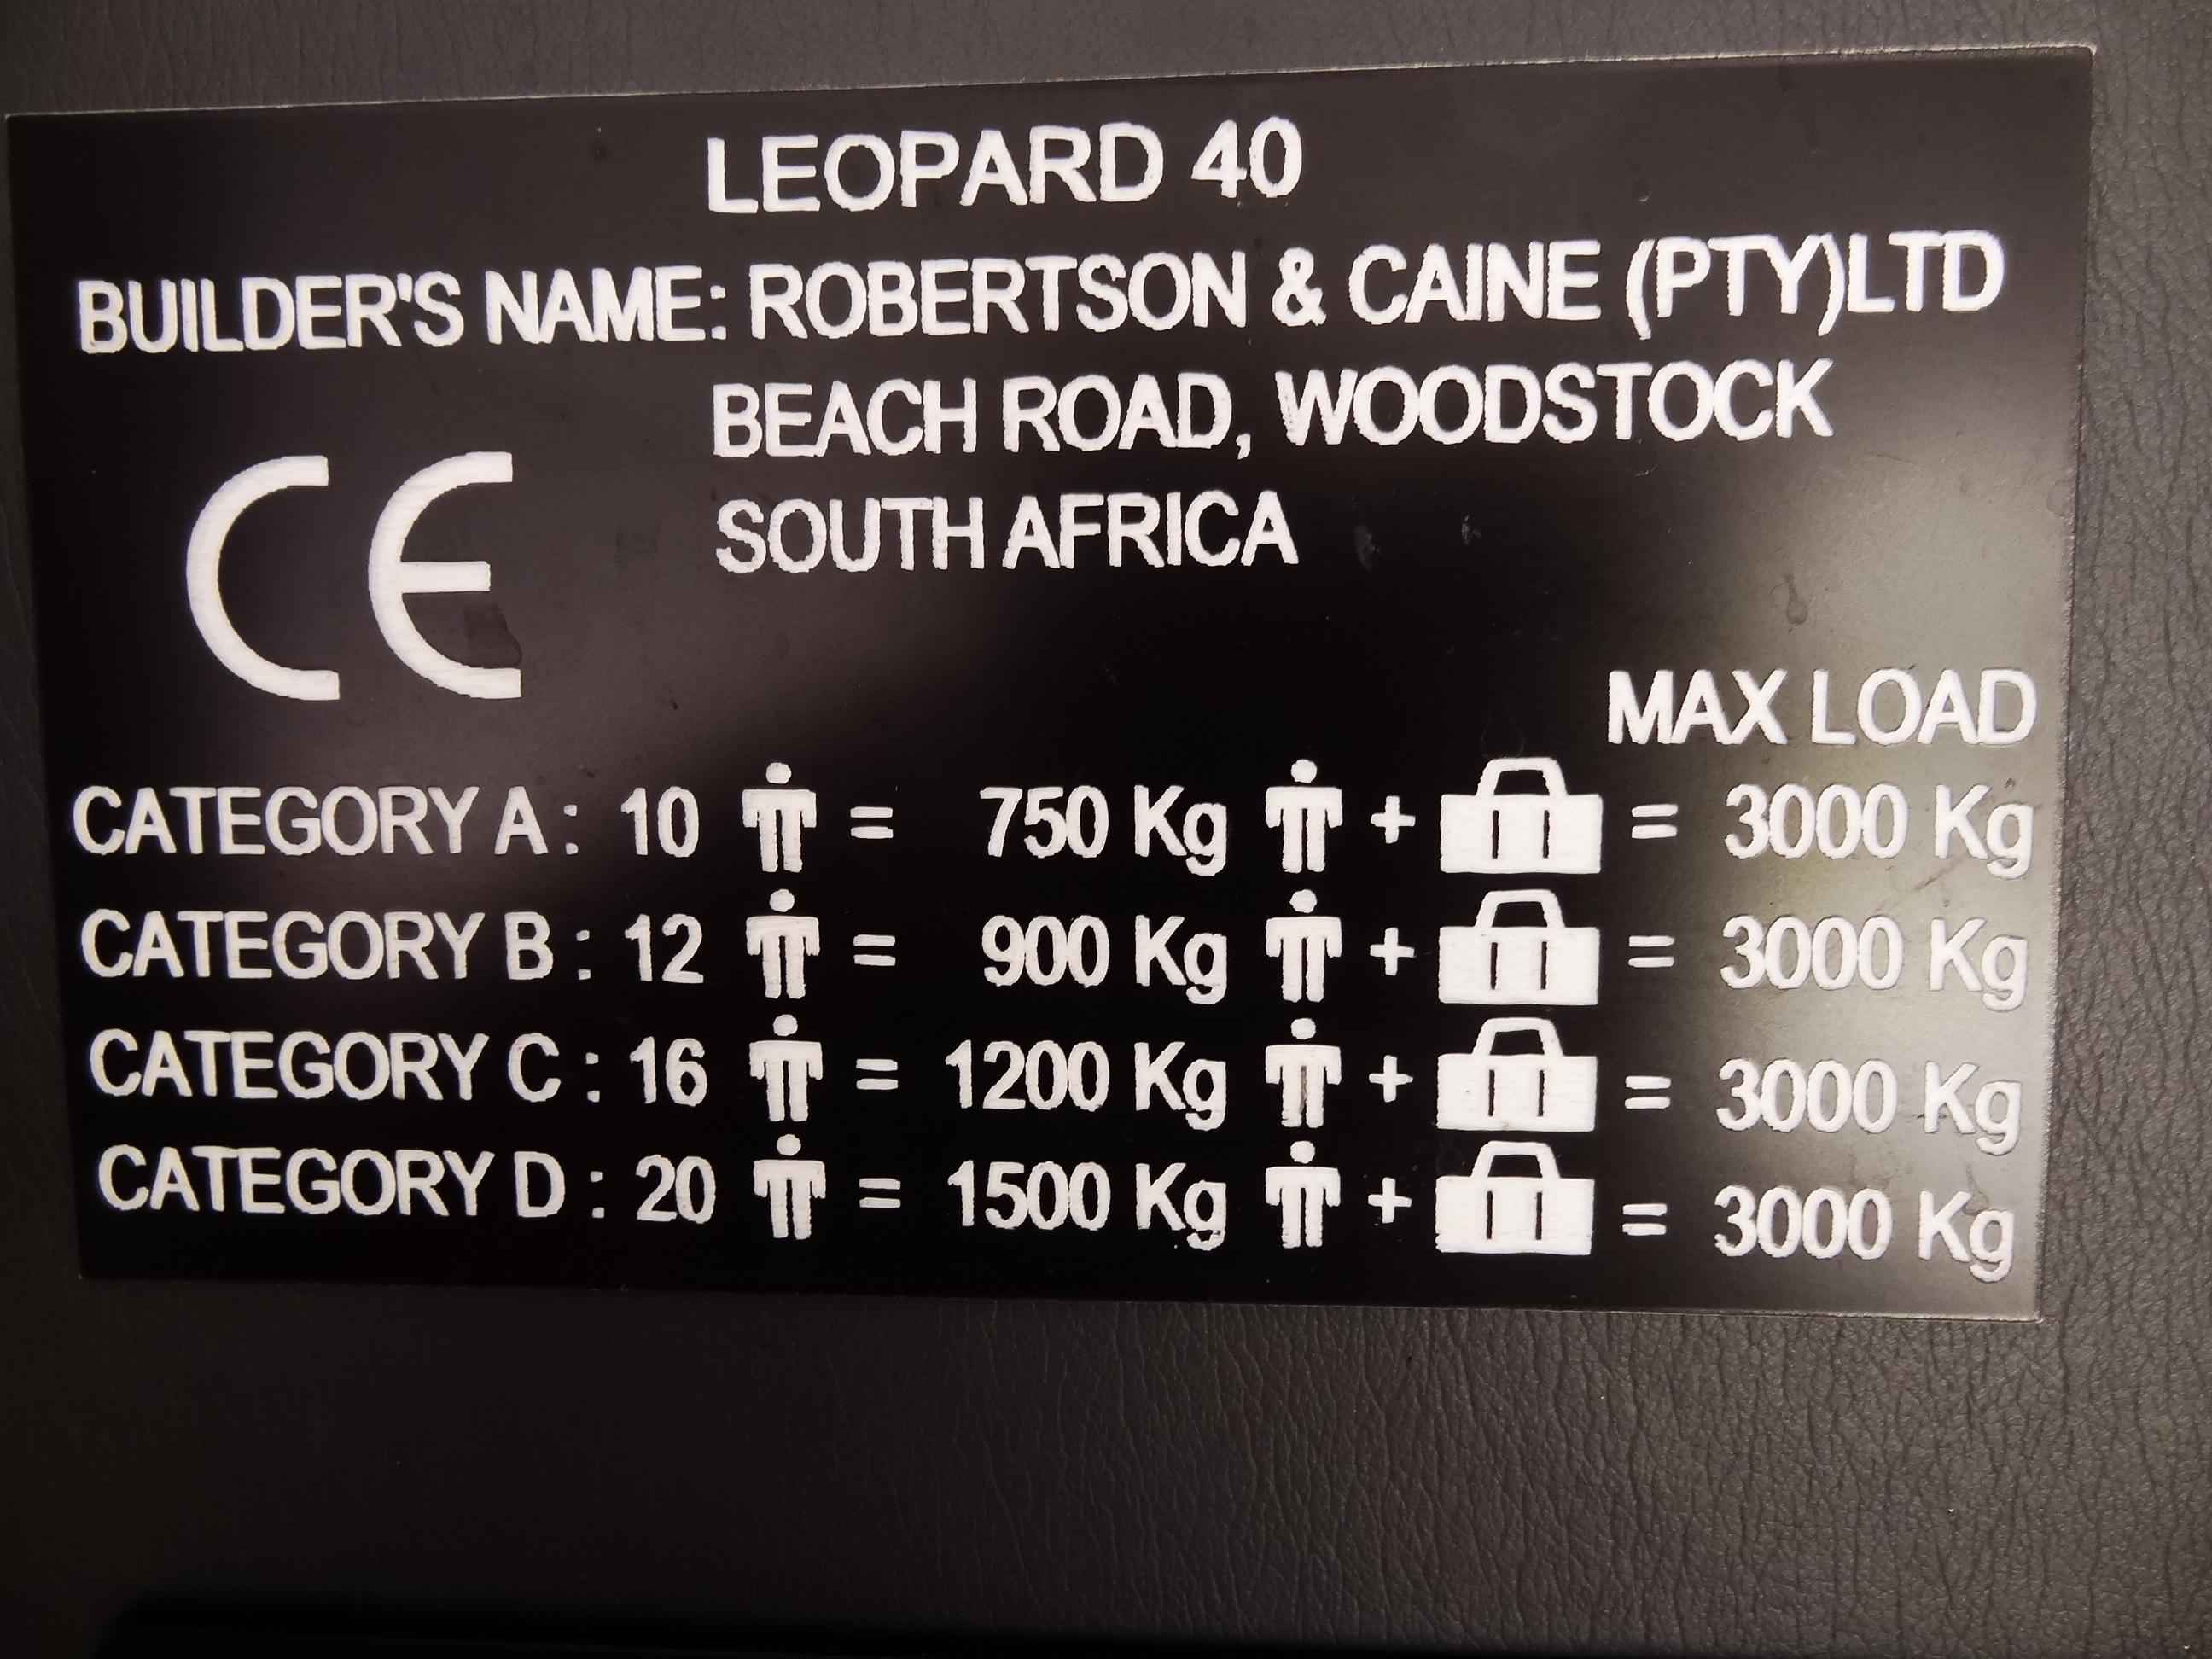 LEOPARD 40
BUILDER'S NAME: ROBERTSON & CAINE (PTY)LTD
BEACH ROAD, WOODSTOCK
SOUTH AFRICA
CE
MAX LOAD
CATEGORY A : 10 = 750 Kg + = 3000 Kg
CATEGORY B : 12 = 900 Kg + = 3000 Kg
CATEGORY C : 16 = 1200 Kg + = 3000 Kg
CATEGORY D : 20 = 1500 Kg + = 3000 Kg